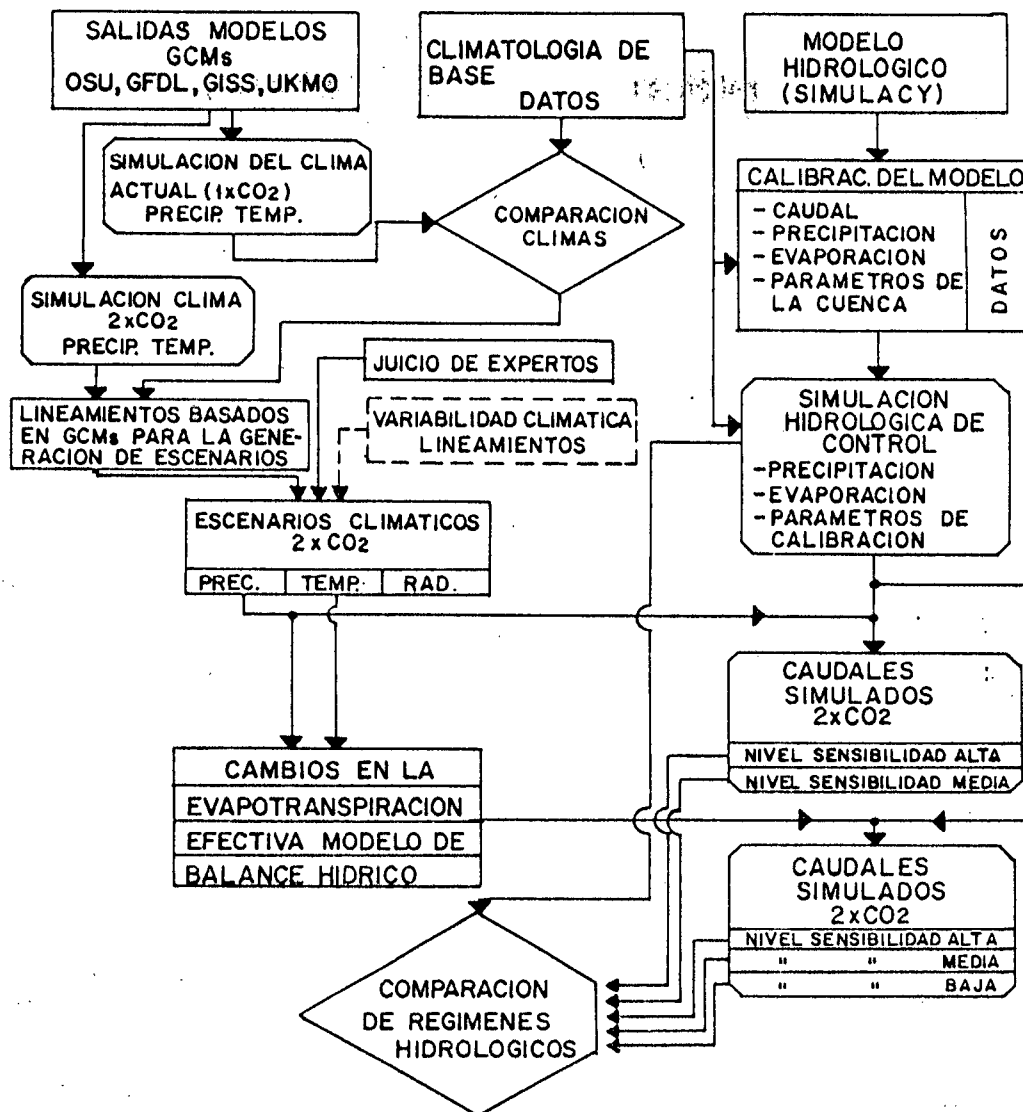 SALIDAS MODELOS
GCMs
OSU, GFDL, GISS, UKMO
CLIMATOLOGIA DE
BASE
DATOS
MODELO
HIDROLOGICO
(SIMULACY)
SIMULACION DEL CLIMA
ACTUAL (1xCO2)
PRECIP. TEMP.
COMPARACION
CLIMAS
CALIBRAC. DEL MODELO
- CAUDAL
- PRECIPITACION
- EVAPORACION
- PARAMETROS DE
LA CUENCA
DATOS
SIMULACION CLIMA
2xCO2
PRECIP. TEMP.
JUICIO DE EXPERTOS
VARIABILIDAD CLIMATICA
LINEAMIENTOS
LINEAMIENTOS BASADOS
EN GCMs PARA LA GENE-
RACION DE ESCENARIOS
SIMULACION
HIDROLOGICA DE
CONTROL
-PRECIPITACION
-EVAPORACION
-PARAMETROS DE
CALIBRACION
ESCENARIOS CLIMATICOS
2xCO2
PREC. TEMP. RAD.
CAUDALES
SIMULADOS
2xCO2
NIVEL SENSIBILIDAD ALTA
NIVEL SENSIBILIDAD MEDIA
CAMBIOS EN LA
EVAPOTRANSPIRACION
EFECTIVA MODELO DE
BALANCE HIDRICO
CAUDALES
SIMULADOS
2xCO2
NIVEL SENSIBILIDAD ALTA
" " MEDIA
" " BAJA
COMPARACION
DE REGIMENES
HIDROLOGICOS